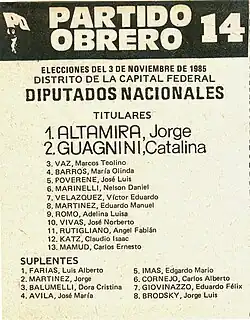 PO PARTIDO
OBRERO 14
ELECCIONES DEL 3 DE NOVIEMBRE DE 1985
DISTRITO DE LA CAPITAL FEDERAL
DIPUTADOS NACIONALES
TITULARES
1. ALTAMIRA, Jorge
2. GUAGNINI, Catalina
3. VAZ, Marcos Teolino
4. BARROS, María Olinda
5. POVERENE, José Luis
6. MARINELLI, Nelson Daniel
7. VELAZQUEZ, Víctor Eduardo
8. MARTINEZ, Eduardo Manuel
9. ROMO, Adelina Luisa
10. VIVAS, José Norberto
11. RUTIGLIANO, Angel Fabián
12. KATZ, Claudio Isaac
13. MAMUD, Carlos Ernesto
SUPLENTES
1. FARIAS, Luis Alberto
2. MARTINEZ, Jorge
3. BALUMELLI, Dora Cristina
4. AVILA, José María
5. IMAS, Edgardo Mario
6. CORNEJO, Carlos Alberto
7. GIOVINAZZO, Eduardo Félix
8. BRODSKY, Jorge Luis